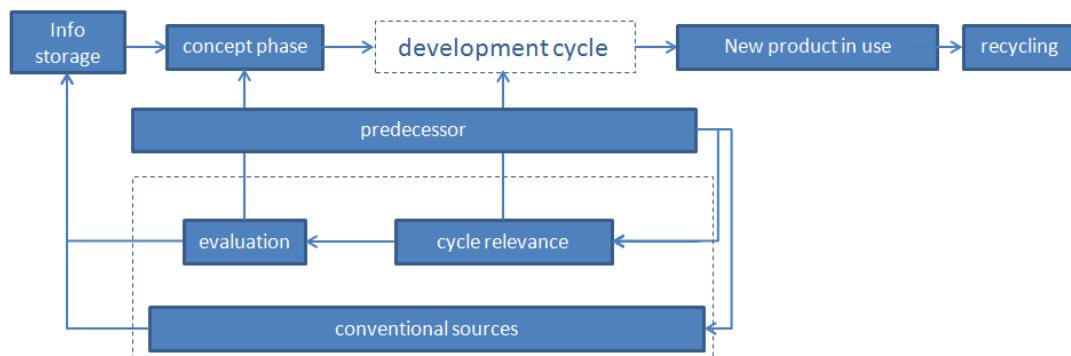 Info
storage
concept phase
development cycle
New product in use
recycling
predecessor
evaluation
cycle relevance
conventional sources